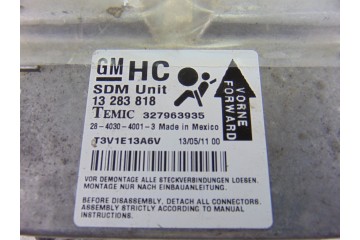 GM HC
SDM Unit
13 283 818
TEMIC 327963935
28-4030-4001-3 Made in Mexico
T3V1E13A6V 13/05/11 00
VORNE
FORWARD
VOR DEMONTAGE ALLE STECKVERBINDUNGEN LOESEN.
MONTAGE NUR NACH EINBAUANLEITUNG.
BEFORE DISASSEMBLY, DETACH ALL CONNECTORS.
ASSEMBLY STRICTLY ACCORDING TO MANUAL
INSTRUCTIONS.